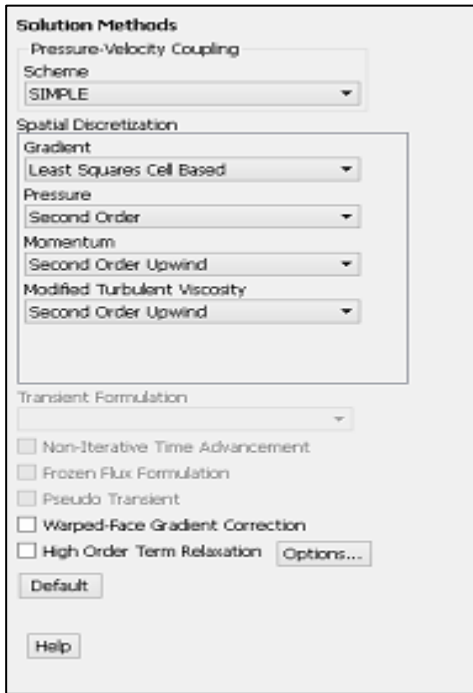 Solution Methods
Pressure-Velocity Coupling
Scheme
SIMPLE
Spatial Discretization
Gradient
Least Squares Cell Based
Pressure
Second Order
Momentum
Second Order Upwind
Modified Turbulent Viscosity
Second Order Upwind
Transient Formulation
Non-Iterative Time Advancement
Frozen Flux Formulation
Pseudo Transient
Warped-Face Gradient Correction
High Order Term Relaxation Options...
Default
Help